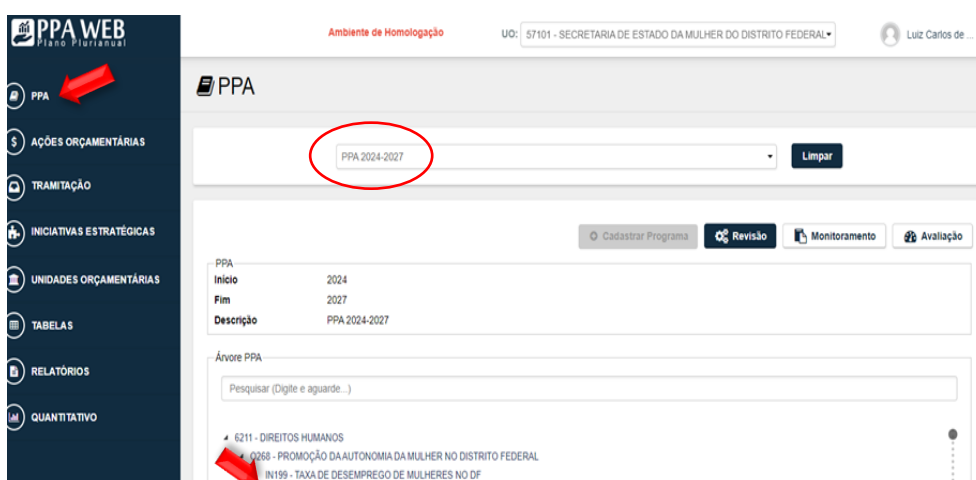 PPA WEB
Plano Plurianual
Ambiente de Homologação
UO: 57101 - SECRETARIA DE ESTADO DA MULHER DO DISTRITO FEDERAL
Luiz Carlos de ...
PPA
AÇÕES ORÇAMENTÁRIAS
TRAMITAÇÃO
INICIATIVAS ESTRATÉGICAS
UNIDADES ORÇAMENTÁRIAS
TABELAS
RELATÓRIOS
QUANTITATIVO
PPA
PPA 2024-2027
Limpar
Cadastrar Programa
Revisão
Monitoramento
Avaliação
PPA
Início 2024
Fim 2027
Descrição PPA 2024-2027
Árvore PPA
Pesquisar (Digite e aguarde...)
6211 - DIREITOS HUMANOS
O268 - PROMOÇÃO DA AUTONOMIA DA MULHER NO DISTRITO FEDERAL
IN199 - TAXA DE DESEMPREGO DE MULHERES NO DF